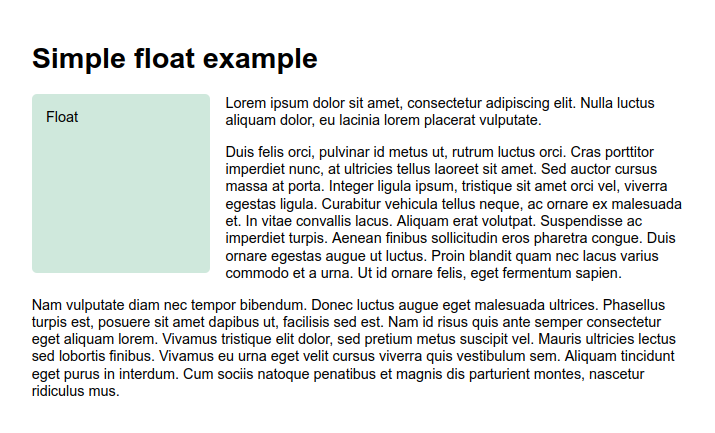 Simple float example
Float
Lorem ipsum dolor sit amet, consectetur adipiscing elit. Nulla luctus
aliquam dolor, eu lacinia lorem placerat vulputate.
Duis felis orci, pulvinar id metus ut, rutrum luctus orci. Cras porttitor
imperdiet nunc, at ultricies tellus laoreet sit amet. Sed auctor cursus
massa at porta. Integer ligula ipsum, tristique sit amet orci vel, viverra
egestas ligula. Curabitur vehicula tellus neque, ac ornare ex malesuada
et. In vitae convallis lacus. Aliquam erat volutpat. Suspendisse ac
imperdiet turpis. Aenean finibus sollicitudin eros pharetra congue. Duis
ornare egestas augue ut luctus. Proin blandit quam nec lacus varius
commodo et a urna. Ut id ornare felis, eget fermentum sapien.
Nam vulputate diam nec tempor bibendum. Donec luctus augue eget malesuada ultrices. Phasellus
turpis est, posuere sit amet dapibus ut, facilisis sed est. Nam id risus quis ante semper consectetur
eget aliquam lorem. Vivamus tristique elit dolor, sed pretium metus suscipit vel. Mauris ultricies lectus
sed lobortis finibus. Vivamus eu urna eget velit cursus viverra quis vestibulum sem. Aliquam tincidunt
eget purus in interdum. Cum sociis natoque penatibus et magnis dis parturient montes, nascetur
ridiculus mus.